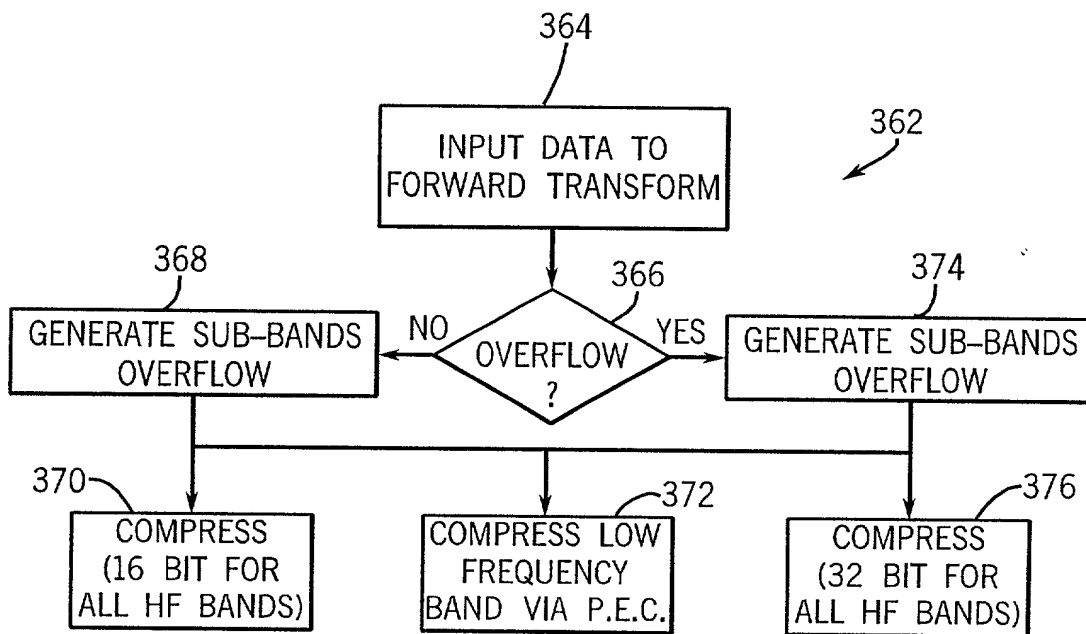 364
INPUT DATA TO
FORWARD TRANSFORM
362
368
366
374
GENERATE SUB-BANDS
OVERFLOW
NO
OVERFLOW
?
YES
GENERATE SUB-BANDS
OVERFLOW
370
372
376
COMPRESS
(16 BIT FOR
ALL HF BANDS)
COMPRESS LOW
FREQUENCY
BAND VIA P.E.C.
COMPRESS
(32 BIT FOR
ALL HF BANDS)